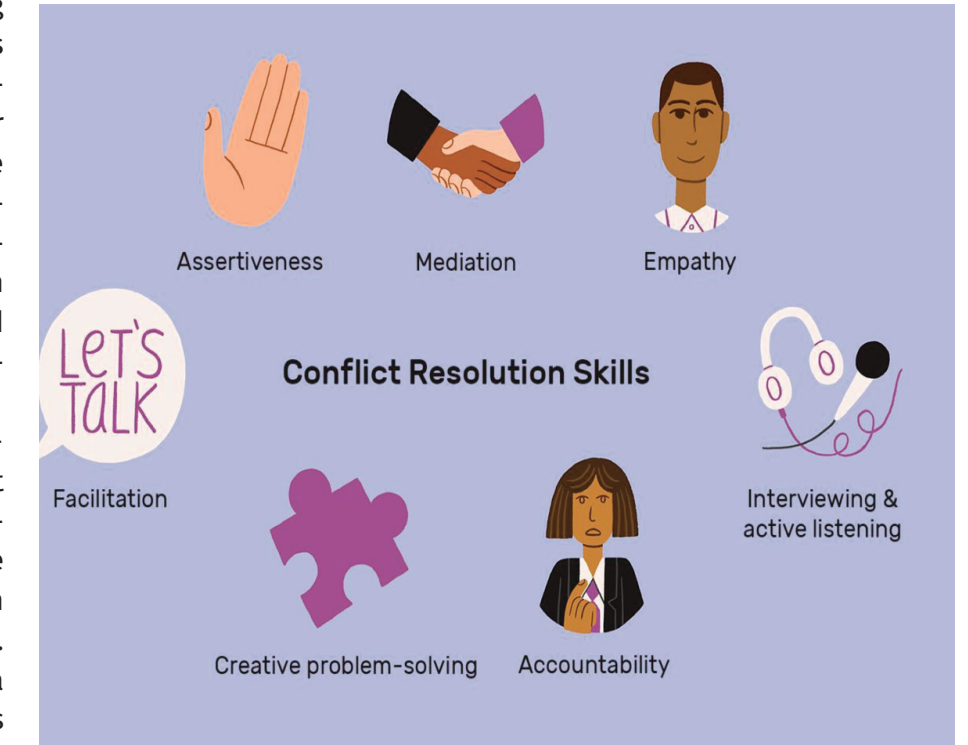 Assertiveness
Mediation
Empathy
LET'S
TALK
Conflict Resolution Skills
Facilitation
Interviewing &
active listening
Creative problem-solving
Accountability